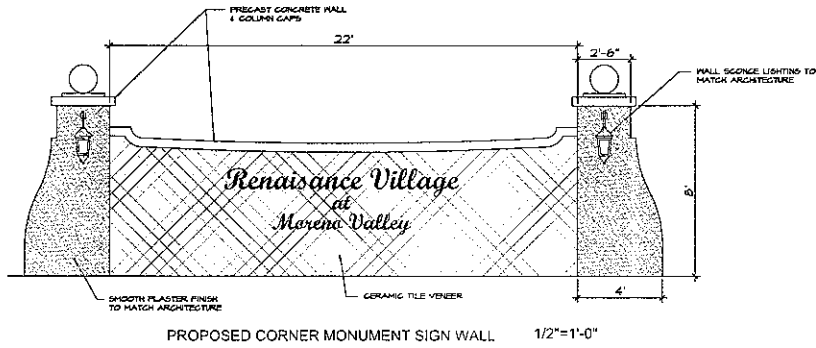 PRECAST CONCRETE WALL
& COLUMN CAPS
22'
2'-6"
WALL SCONCE LIGHTING TO
MATCH ARCHITECTURE
Renaisance Village
at
Moreno Valley
8'
SMOOTH PLASTER FINISH
TO MATCH ARCHITECTURE
CERAMIC TILE VENEER
4'
PROPOSED CORNER MONUMENT SIGN WALL 1/2"=1'-0"